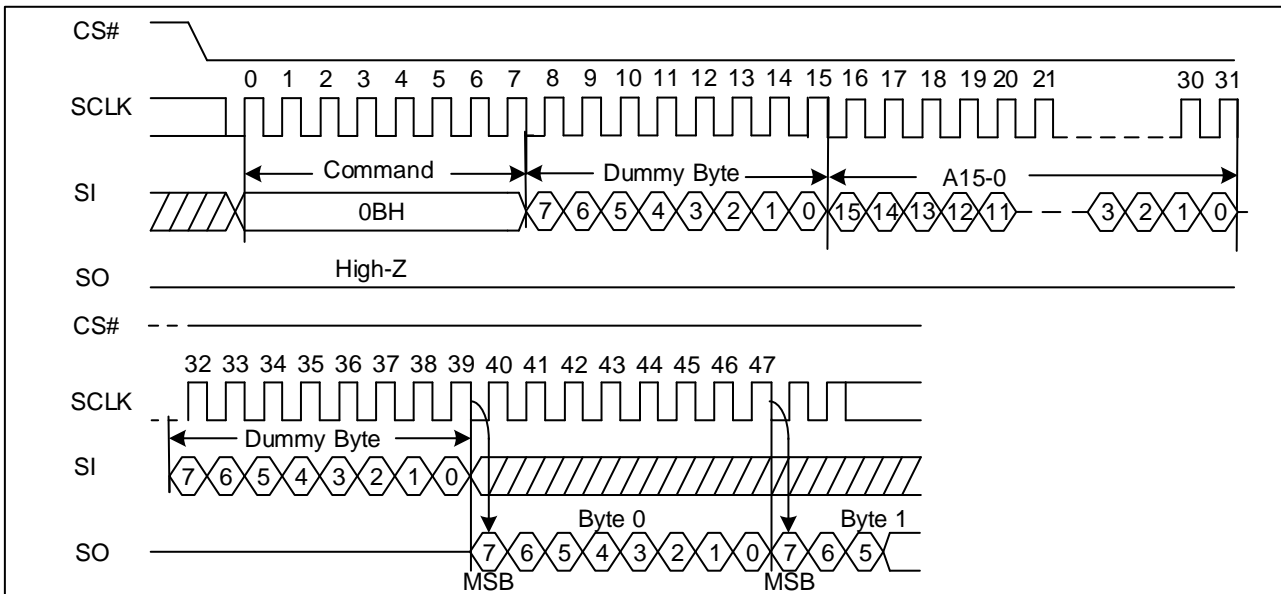 CS#
0 1 2 3 4 5 6 7 8 9 10 11 12 13 14 15 16 17 18 19 20 21 30 31
SCLK
Command Dummy Byte A15-0
SI
0BH 7 6 5 4 3 2 1 0 15 14 13 12 11 3 2 1 0
High-Z
SO
CS#
32 33 34 35 36 37 38 39 40 41 42 43 44 45 46 47
SCLK
Dummy Byte
SI
7 6 5 4 3 2 1 0
Byte 0 Byte 1
SO
7 6 5 4 3 2 1 0 7 6 5
MSB MSB